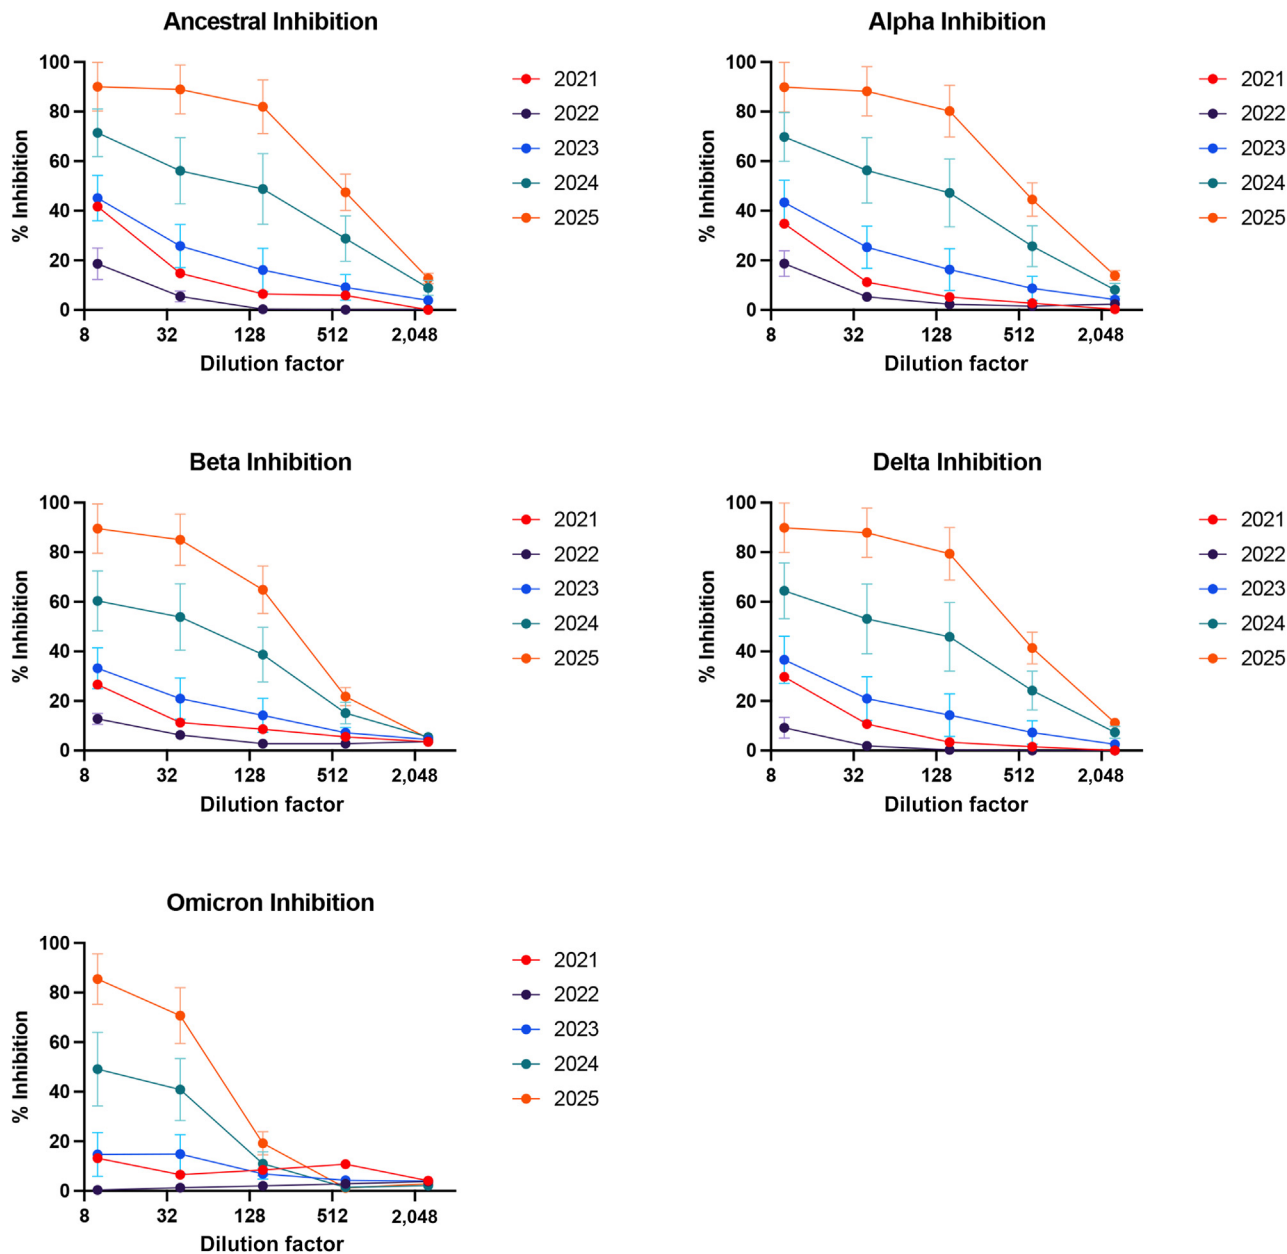 Ancestral Inhibition
100
80
60
40
20
0
% Inhibition
8 32 128 512 2,048
Dilution factor
2021
2022
2023
2024
2025
Alpha Inhibition
100
80
60
40
20
0
% Inhibition
8 32 128 512 2,048
Dilution factor
2021
2022
2023
2024
2025
Beta Inhibition
100
80
60
40
20
0
% Inhibition
8 32 128 512 2,048
Dilution factor
2021
2022
2023
2024
2025
Delta Inhibition
100
80
60
40
20
0
% Inhibition
8 32 128 512 2,048
Dilution factor
2021
2022
2023
2024
2025
Omicron Inhibition
100
80
60
40
20
0
% Inhibition
8 32 128 512 2,048
Dilution factor
2021
2022
2023
2024
2025